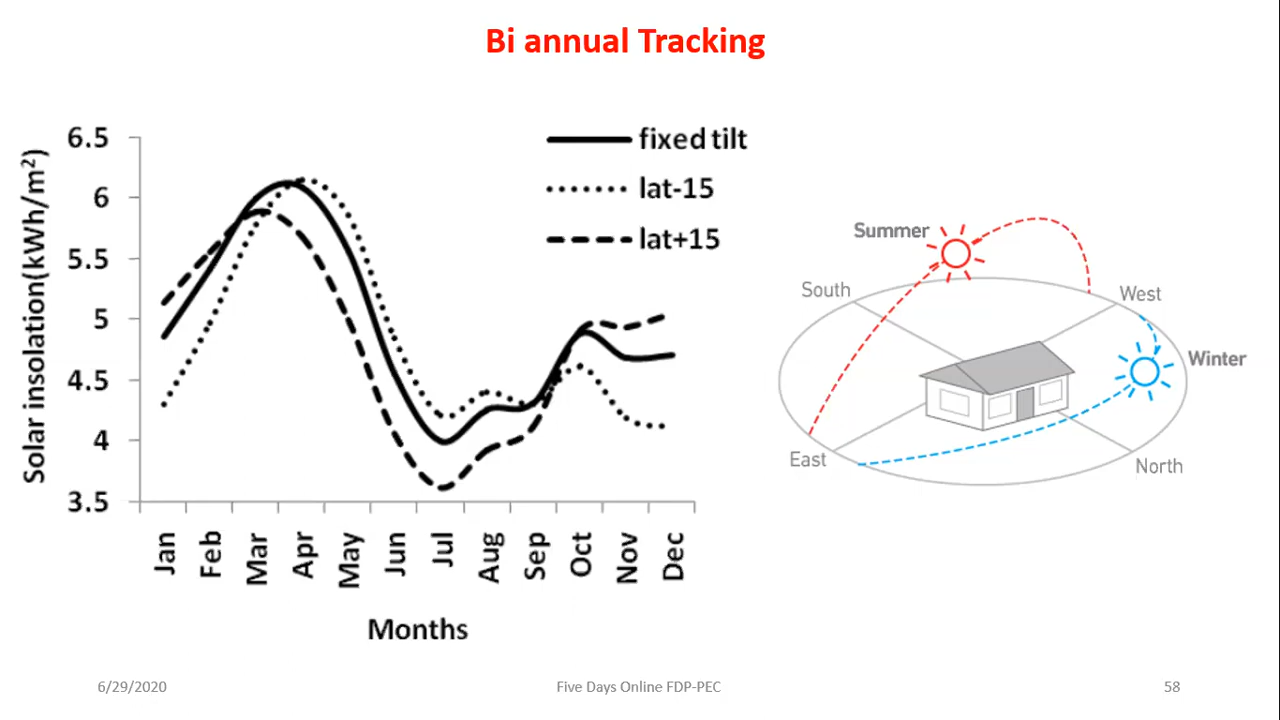 Bi annual Tracking
Solar insolation(kWh/m²)
6.5
6
5.5
5
4.5
4
3.5
fixed tilt
lat-15
lat+15
Jan
Feb
Mar
Apr
May
Jun
Jul
Aug
Sep
Oct
Nov
Dec
Months
Summer
South
West
Winter
East
North
6/29/2020
Five Days Online FDP-PEC
58